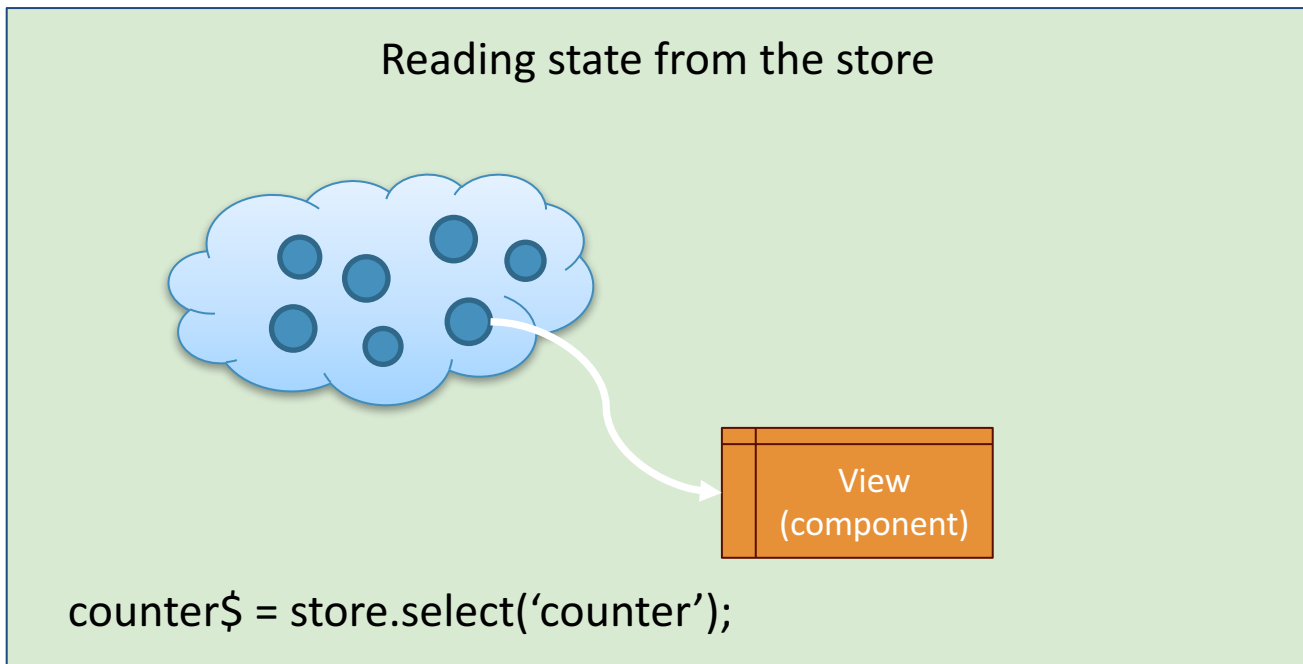 Reading state from the store
View
(component)
counter$ = store.select(‘counter’);